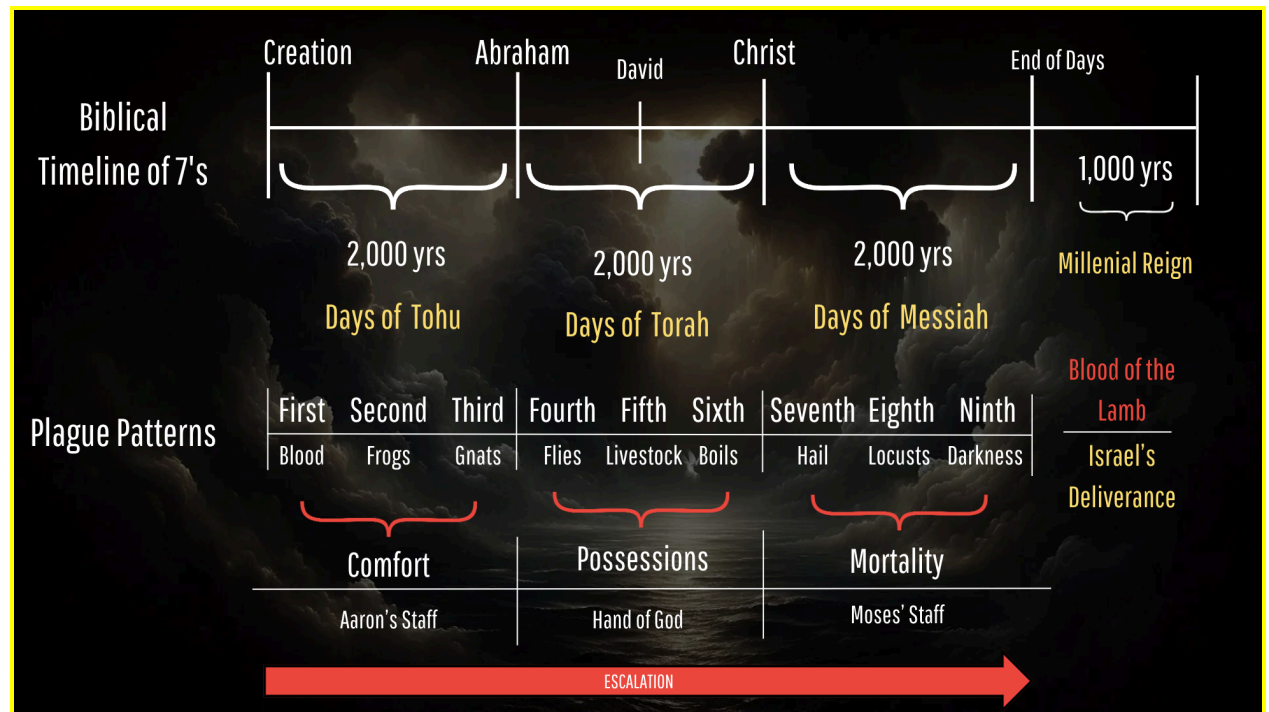 Creation
Abraham
David
Christ
End of Days
Biblical
Timeline of 7's
1,000 yrs
2,000 yrs
2,000 yrs
2,000 yrs
Millenial Reign
Days of Tohu
Days of Torah
Days of Messiah
Plague Patterns
First Second Third Fourth Fifth Sixth Seventh Eighth Ninth
Blood Frogs Gnats Flies Livestock Boils Hail Locusts Darkness
Blood of the
Lamb
Israel's
Deliverance
Comfort
Possessions
Mortality
Aaron's Staff
Hand of God
Moses' Staff
ESCALATION